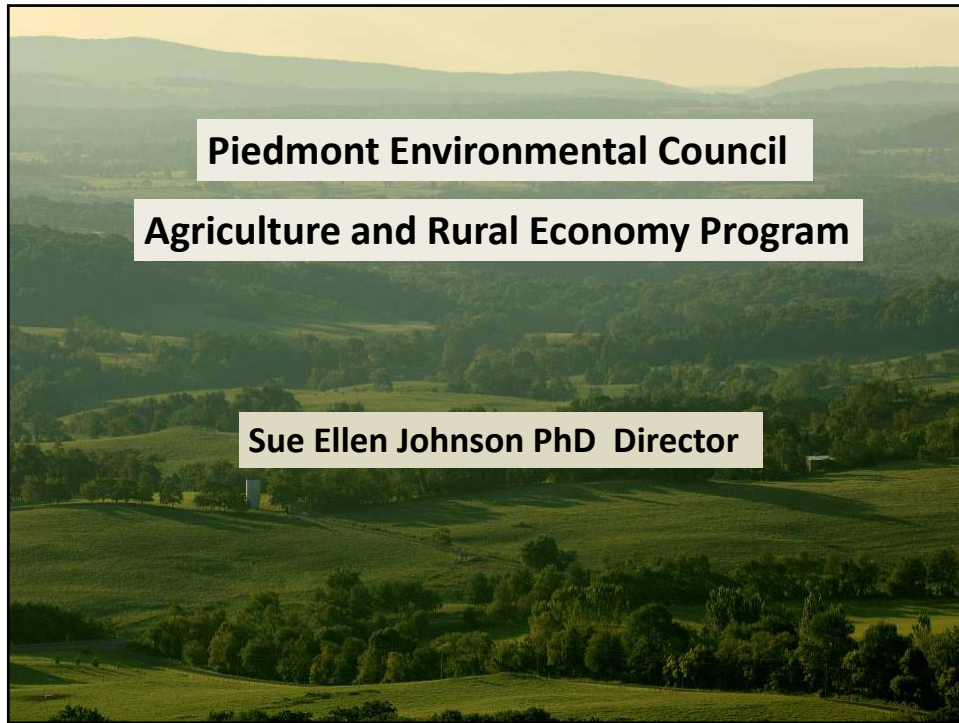 Piedmont Environmental Council
Agriculture and Rural Economy Program
Sue Ellen Johnson PhD Director